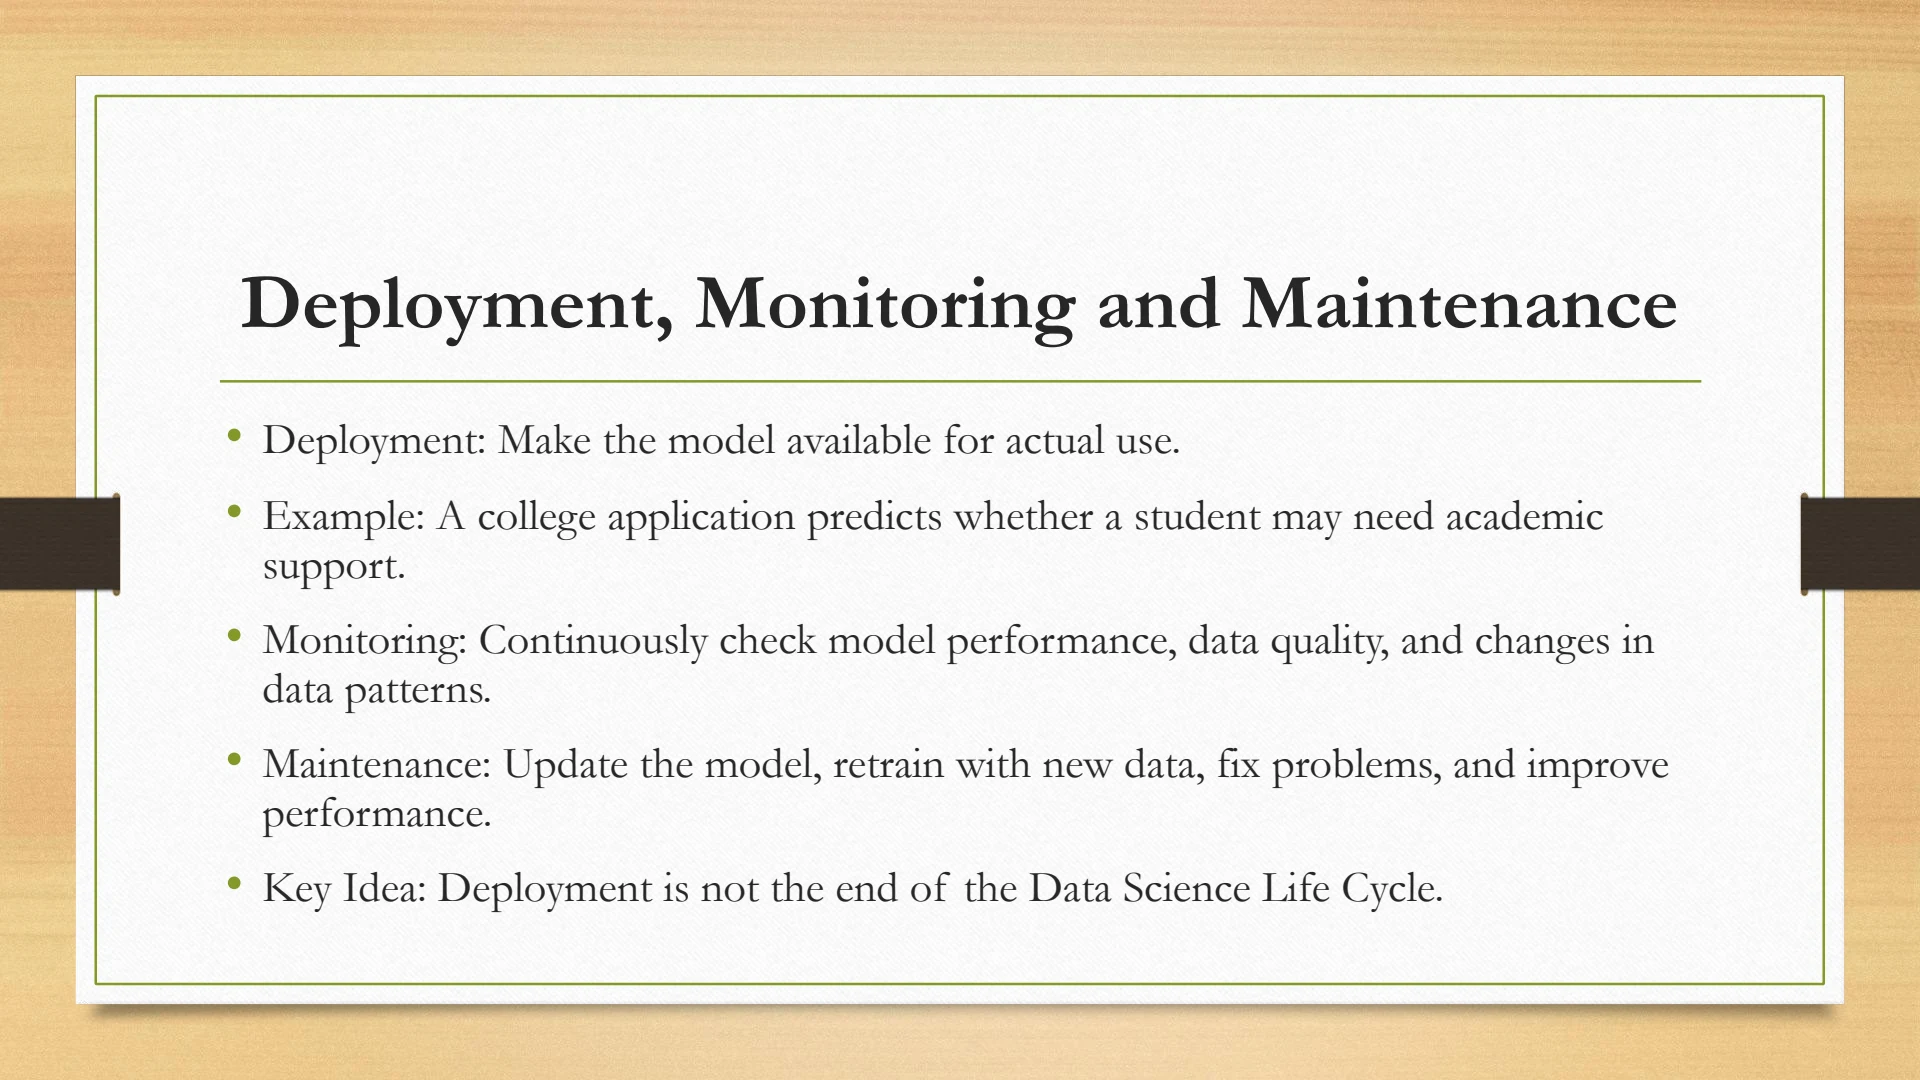 Deployment, Monitoring and Maintenance
• Deployment: Make the model available for actual use.
• Example: A college application predicts whether a student may need academic
support.
• Monitoring: Continuously check model performance, data quality, and changes in
data patterns.
• Maintenance: Update the model, retrain with new data, fix problems, and improve
performance.
• Key Idea: Deployment is not the end of the Data Science Life Cycle.